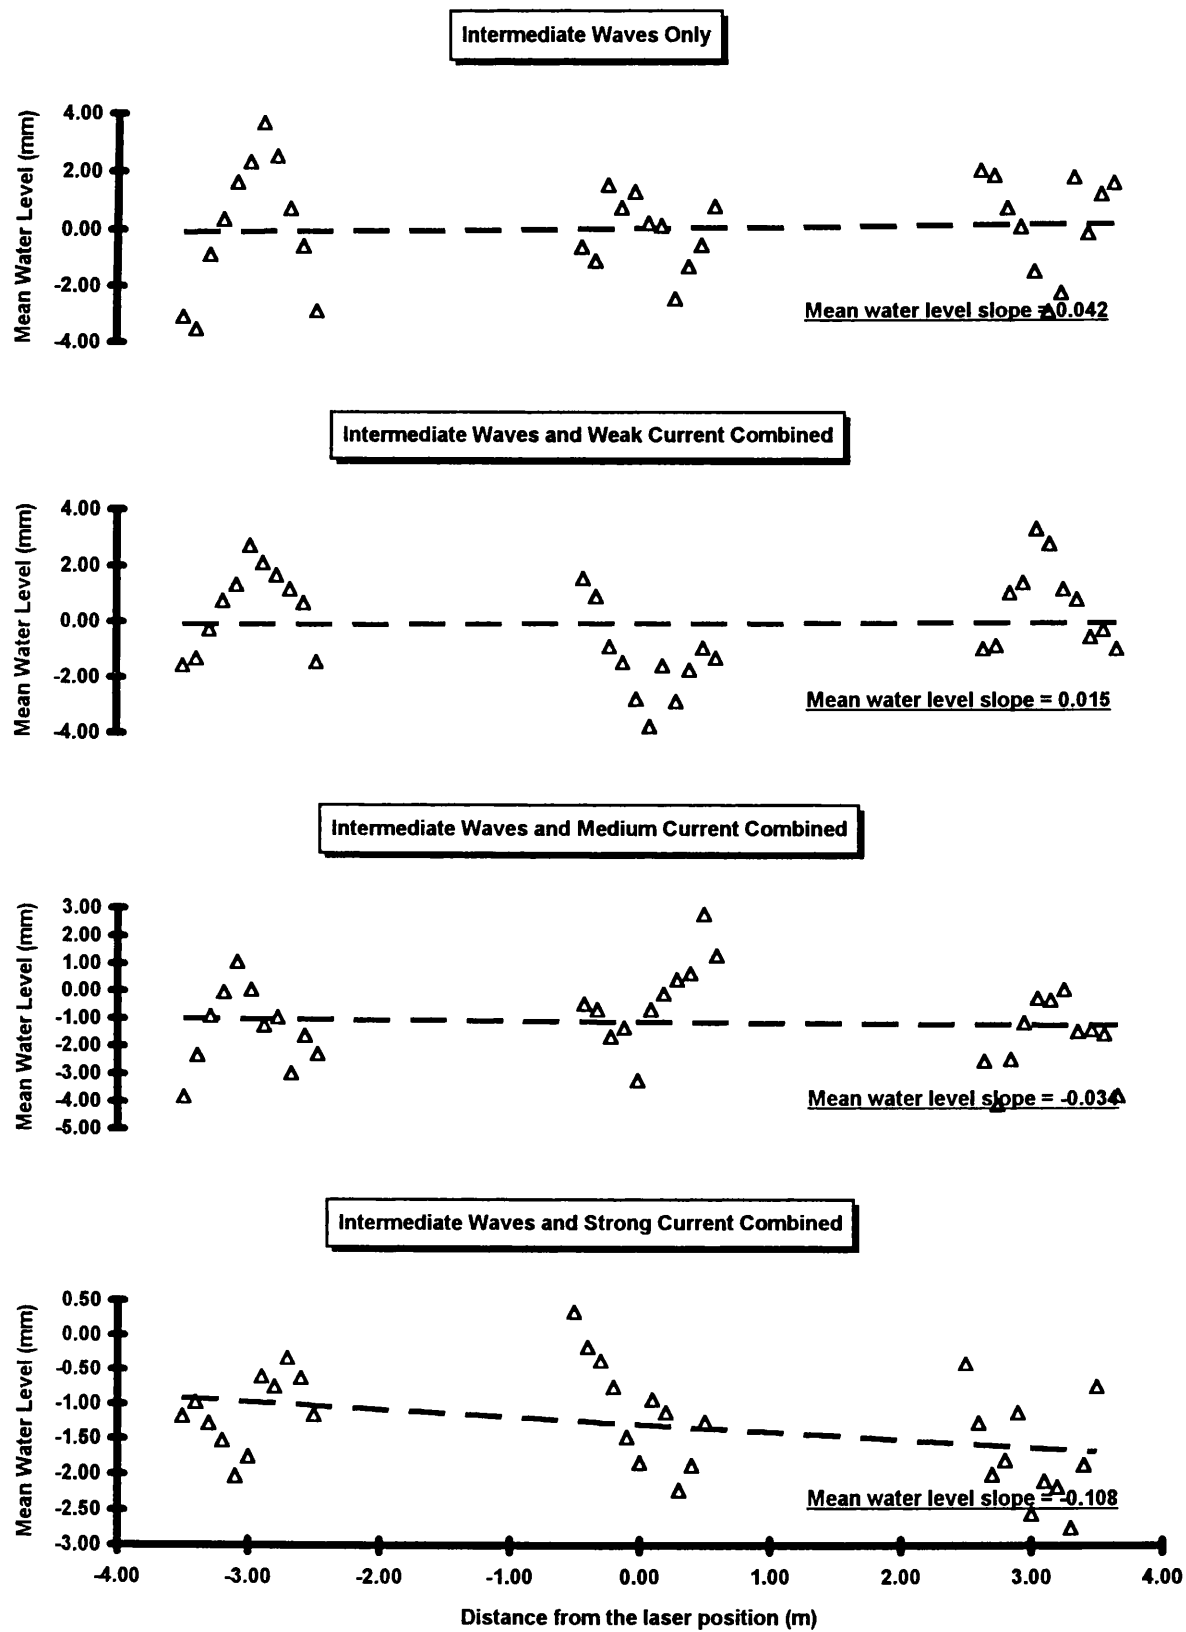 Intermediate Waves Only
Mean Water Level (mm)
4.00
2.00
0.00
-2.00
-4.00
Mean water level slope = 0.042
Intermediate Waves and Weak Current Combined
Mean Water Level (mm)
4.00
2.00
0.00
-2.00
-4.00
Mean water level slope = 0.015
Intermediate Waves and Medium Current Combined
Mean Water Level (mm)
3.00
2.00
1.00
0.00
-1.00
-2.00
-3.00
-4.00
-5.00
Mean water level slope = -0.034
Intermediate Waves and Strong Current Combined
Mean Water Level (mm)
0.50
0.00
-0.50
-1.00
-1.50
-2.00
-2.50
-3.00
Mean water level slope = -0.108
-4.00 -3.00 -2.00 -1.00 0.00 1.00 2.00 3.00 4.00
Distance from the laser position (m)